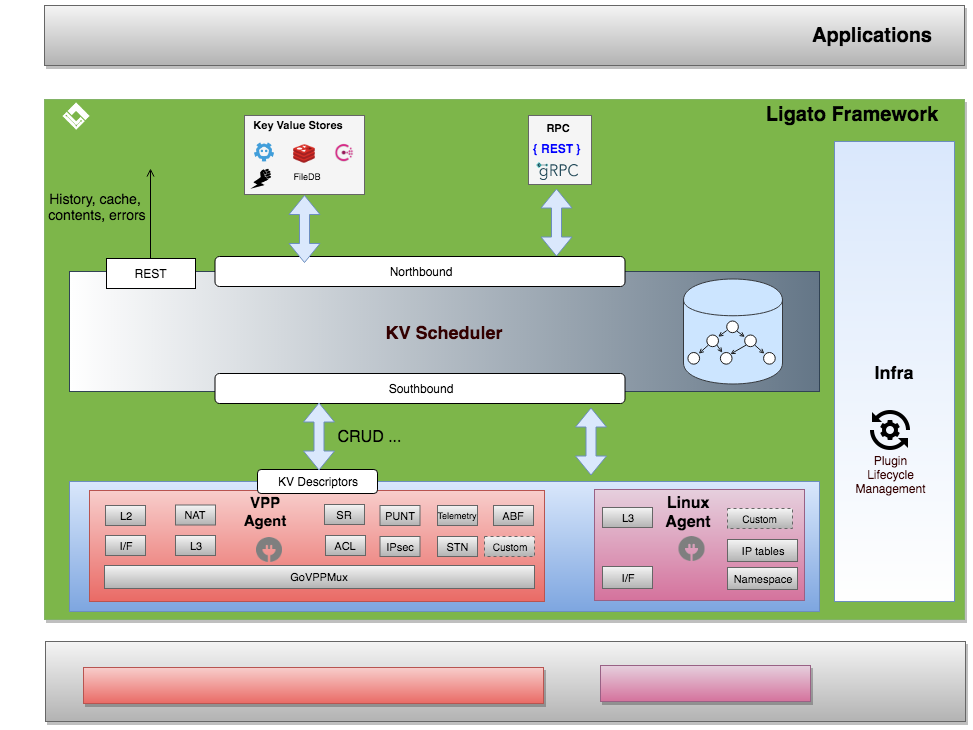 Applications
Ligato Framework
Key Value Stores
FileDB
RPC
{ REST }
gRPC
History, cache,
contents, errors
REST
Northbound
KV Scheduler
Southbound
CRUD ...
KV Descriptors
VPP
Agent
L2
NAT
SR
PUNT
Telemetry
ABF
I/F
L3
ACL
IPsec
STN
Custom
GoVPPMux
Linux
Agent
L3
Custom
IP tables
I/F
Namespace
Infra
Plugin
Lifecycle
Management